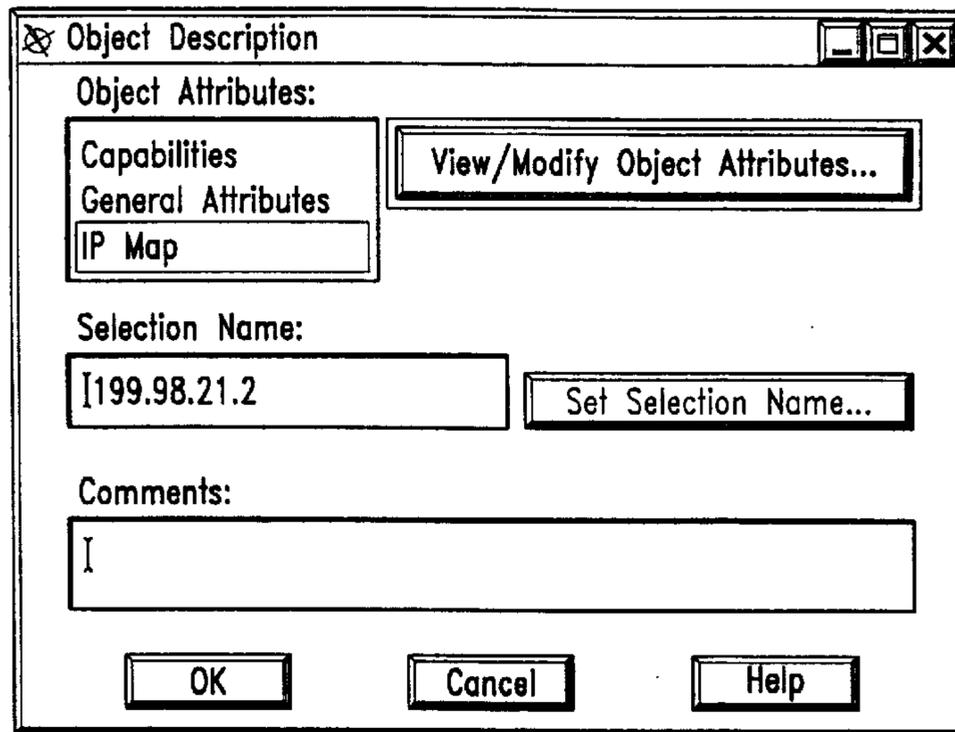 Object Description
Object Attributes:
Capabilities
General Attributes
IP Map
View/Modify Object Attributes...
Selection Name:
199.98.21.2
Set Selection Name...
Comments:
OK
Cancel
Help